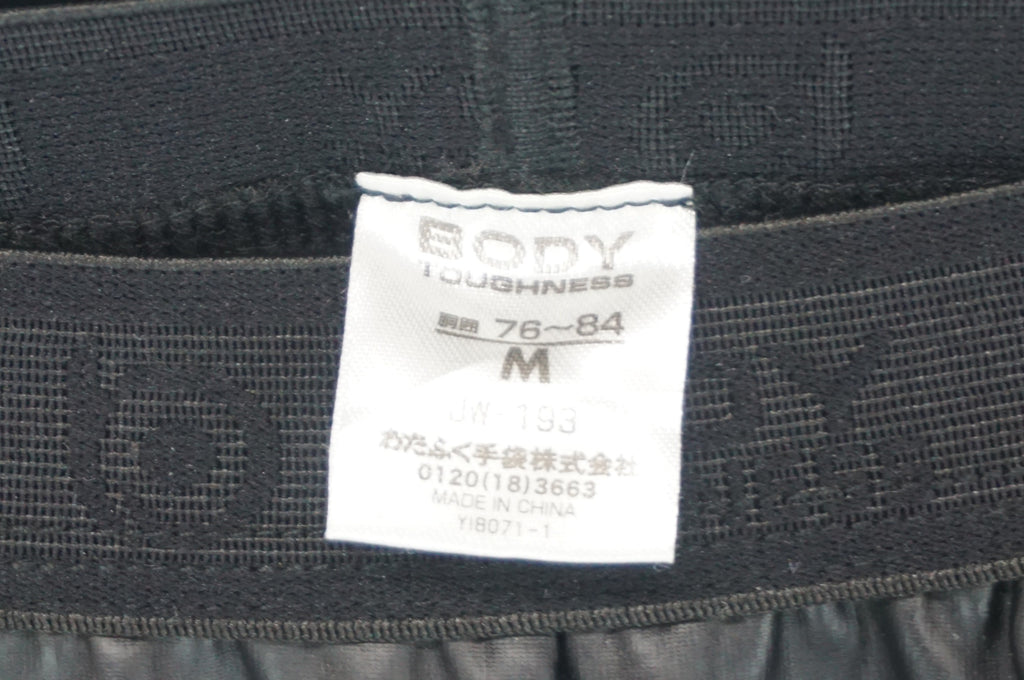 BODY
TOUGHNESS
胴囲 76~84
M
JW-193
おたふく手袋株式会社
0120(18)3663
MADE IN CHINA
YI8071-1